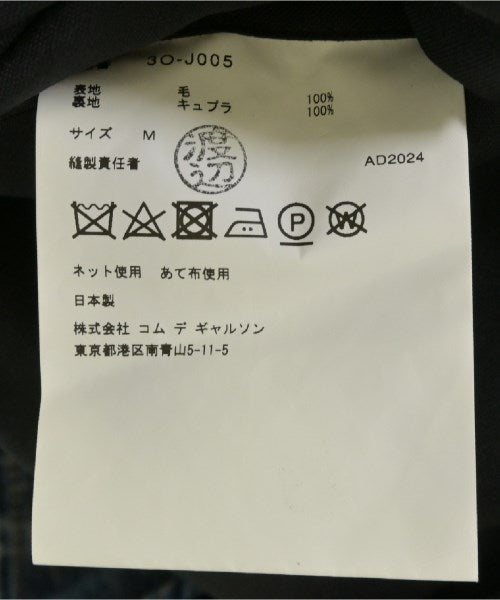 番 3O-J005
表地 毛 100%
裏地 キュプラ 100%
サイズ M
渡辺
縫製責任者
AD2024
P
W
ネット使用 あて布使用
日本製
株式会社 コム デ ギャルソン
東京都港区南青山5-11-5